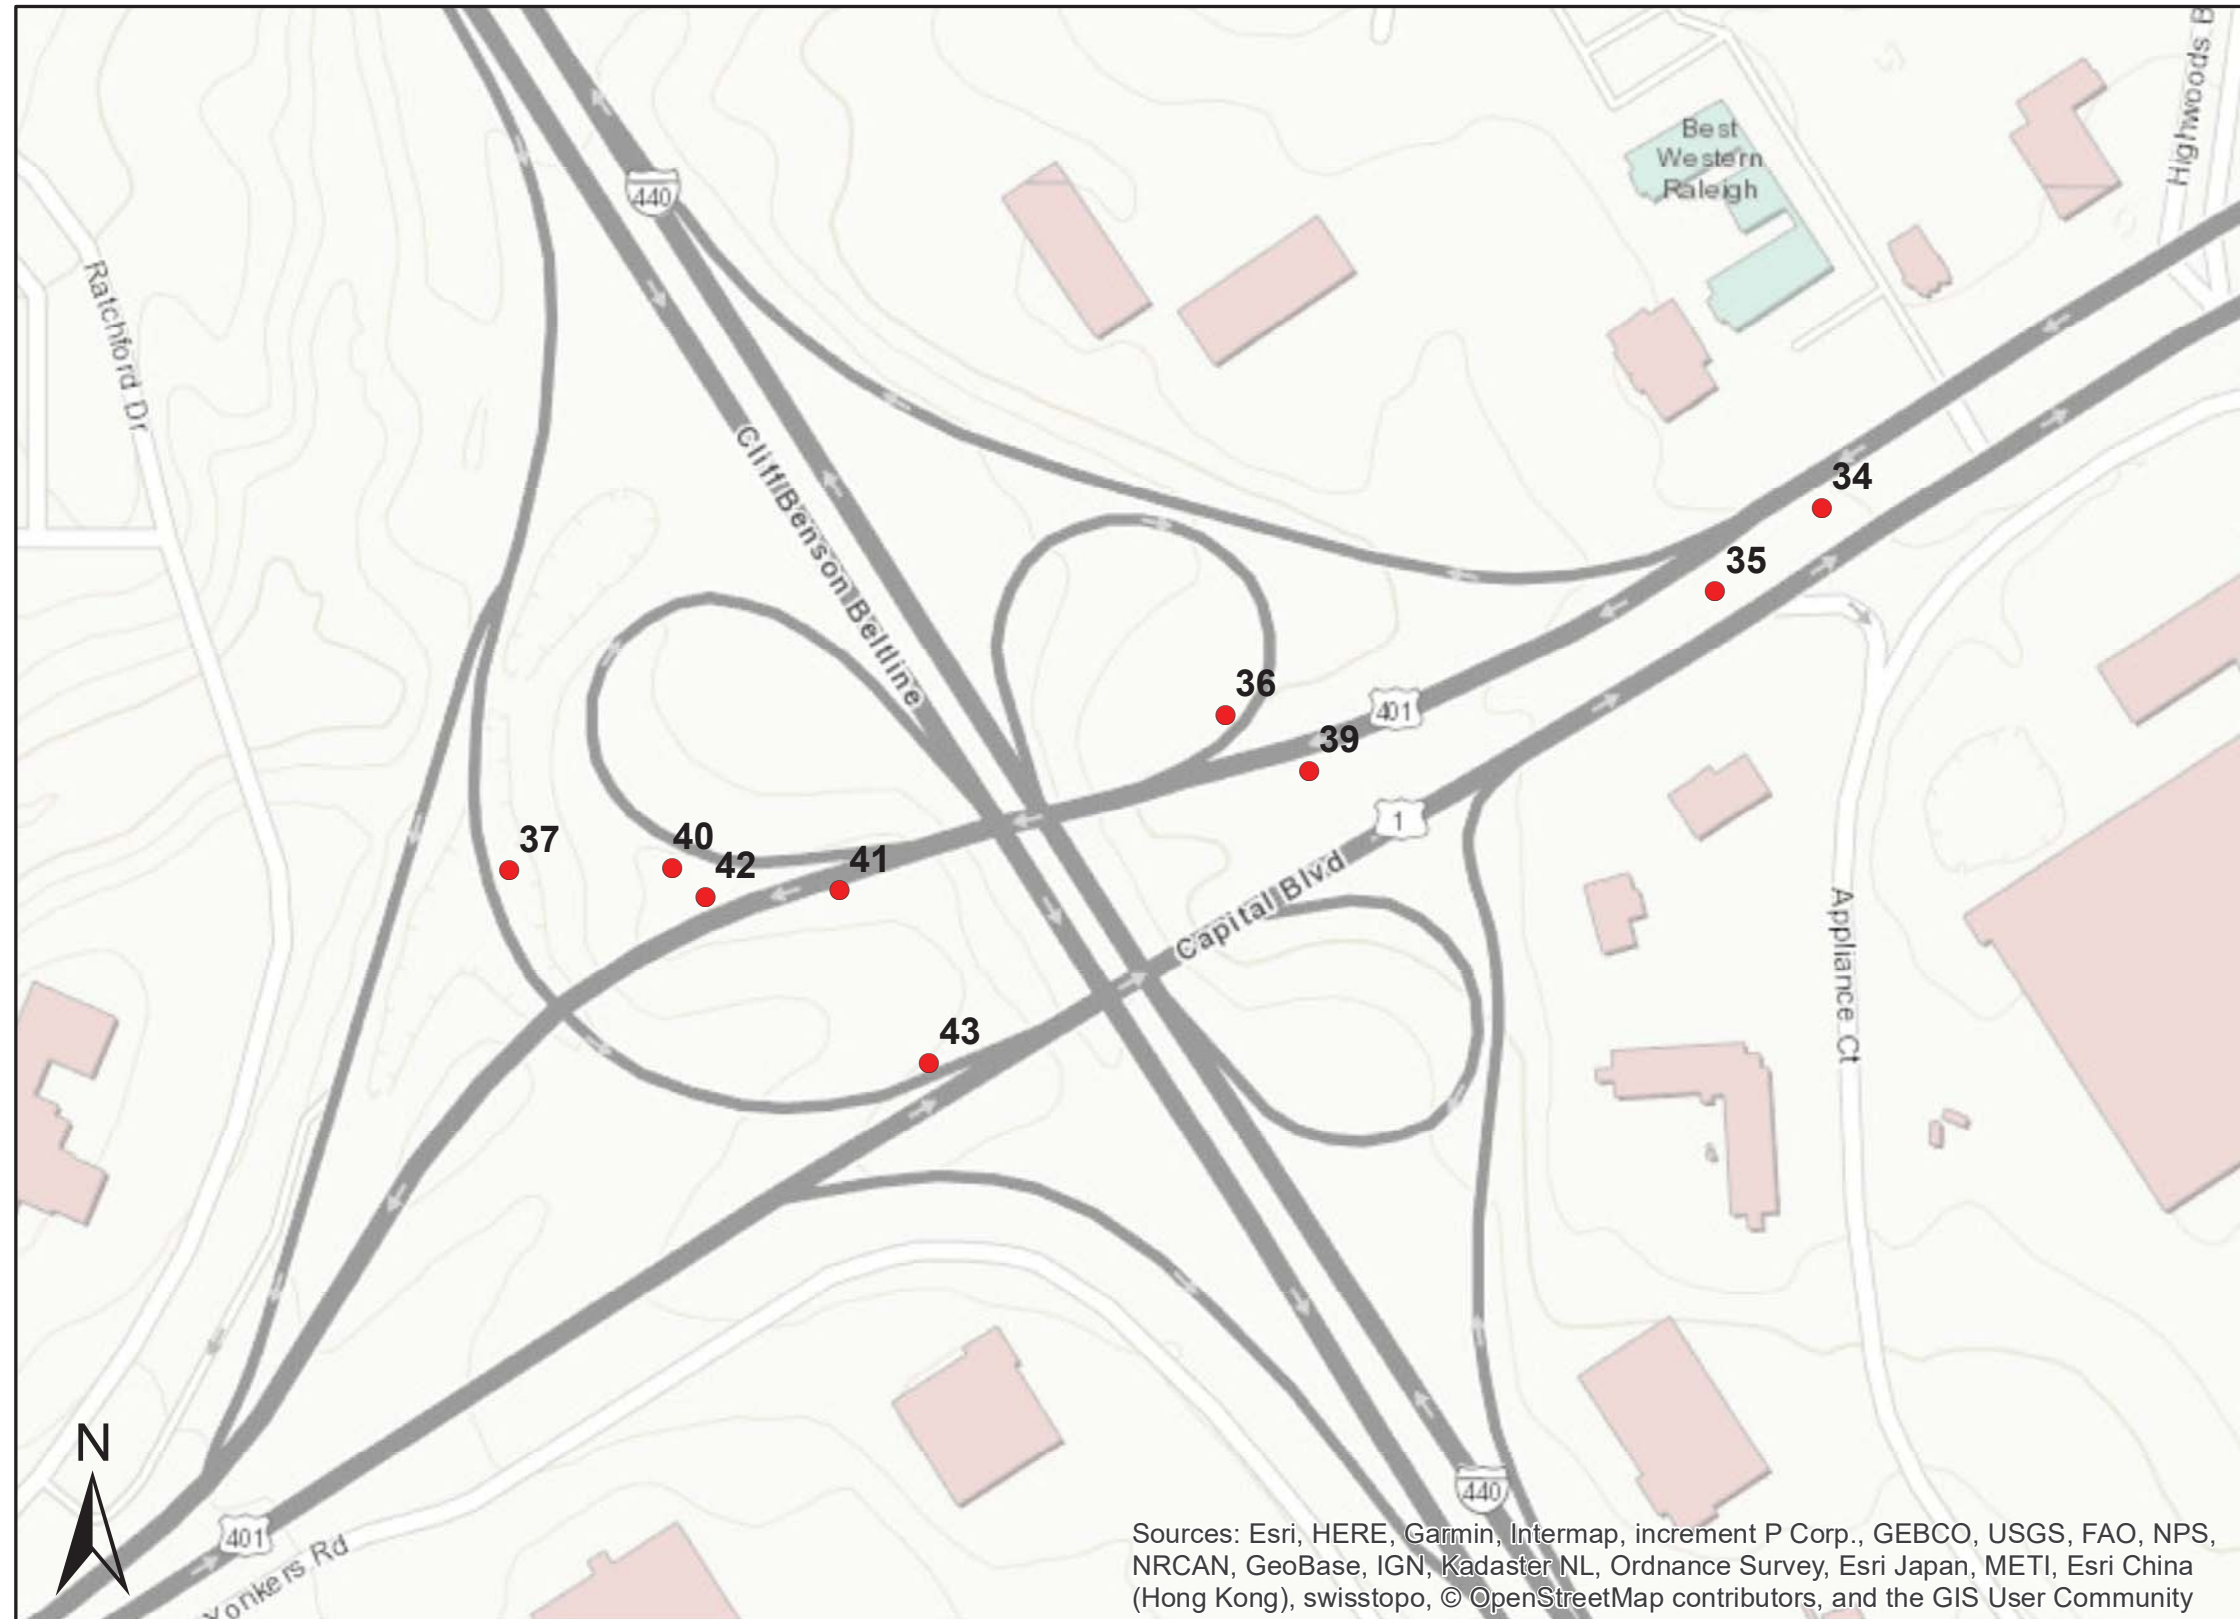 Highwoods B
Best
Western
Raleigh
440
Ratchford Dr
Cliff Benson Beltline
34
35
36
401
39
1
37
40
42
41
Capital Blvd
Appliance Ct
43
N
440
401
Yonkers Rd
Sources: Esri, HERE, Garmin, Intermap, increment P Corp., GEBCO, USGS, FAO, NPS,
NRCAN, GeoBase, IGN, Kadaster NL, Ordnance Survey, Esri Japan, METI, Esri China
(Hong Kong), swisstopo, © OpenStreetMap contributors, and the GIS User Community